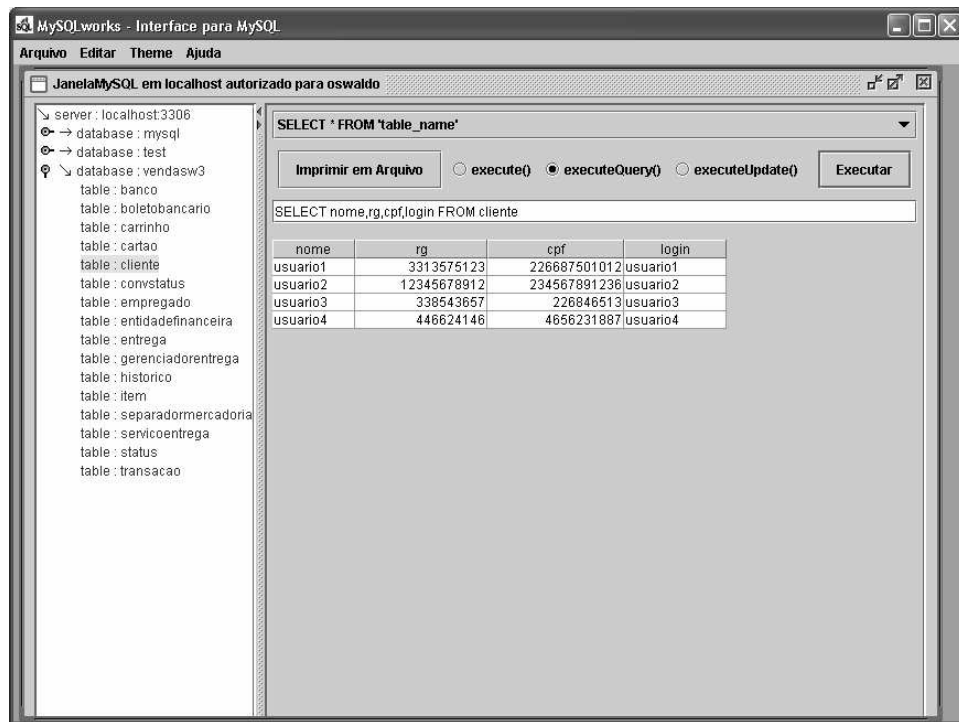 MySQLworks - Interface para MySQL
Arquivo Editar Theme Ajuda
JanelaMySQL em localhost autorizado para oswaldo
server : localhost:3306
database : mysql
database : test
database : vendasw3
table : banco
table : boletobancario
table : carrinho
table : cartao
table : cliente
table : convstatus
table : empregado
table : entidadefinanceira
table : entrega
table : gerenciadorentrega
table : historico
table : item
table : separadormercadoria
table : servicoentrega
table : status
table : transacao
SELECT * FROM 'table_name'
Imprimir em Arquivo execute() executeQuery() executeUpdate() Executar
SELECT nome,rg,cpf,login FROM cliente
nome rg cpf login
usuario1 3313575123 226687501012 usuario1
usuario2 12345678912 234567891236 usuario2
usuario3 338543657 226846513 usuario3
usuario4 446624146 4656231887 usuario4